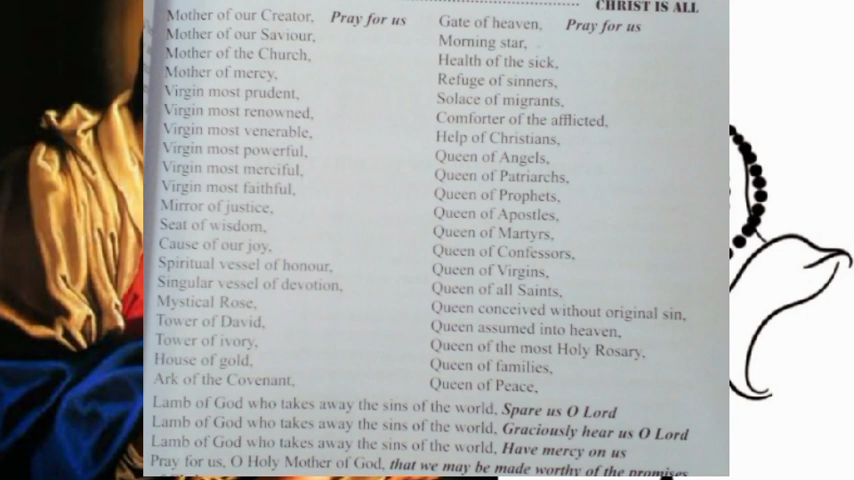 CHRIST IS ALL
Mother of our Creator, Pray for us
Mother of our Saviour,
Mother of the Church,
Mother of mercy,
Virgin most prudent,
Virgin most renowned,
Virgin most venerable,
Virgin most powerful,
Virgin most merciful,
Virgin most faithful,
Mirror of justice,
Seat of wisdom,
Cause of our joy,
Spiritual vessel of honour,
Singular vessel of devotion,
Mystical Rose,
Tower of David,
Tower of ivory,
House of gold,
Ark of the Covenant,
Gate of heaven, Pray for us
Morning star,
Health of the sick,
Refuge of sinners,
Solace of migrants,
Comforter of the afflicted,
Help of Christians,
Queen of Angels,
Queen of Patriarchs,
Queen of Prophets,
Queen of Apostles,
Queen of Martyrs,
Queen of Confessors,
Queen of Virgins,
Queen of all Saints,
Queen conceived without original sin,
Queen assumed into heaven,
Queen of the most Holy Rosary,
Queen of families,
Queen of Peace,
Lamb of God who takes away the sins of the world, Spare us O Lord
Lamb of God who takes away the sins of the world, Graciously hear us O Lord
Lamb of God who takes away the sins of the world, Have mercy on us
Pray for us, O Holy Mother of God, that we may be made worthy of the promises